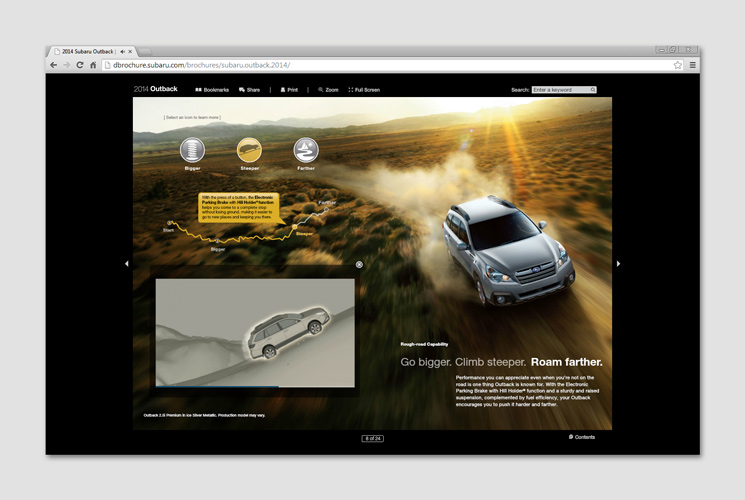 2014 Subaru Outback |
dbrochure.subaru.com/brochures/subaru.outback.2014/
2014 Outback
Bookmarks
Share
|
Print
|
Zoom
Full Screen
Search:
Enter a keyword
[ Select an icon to learn more ]
Bigger
Steeper
Farther
With the press of a button, the Electronic
Parking Brake with Hill Holder® function
helps you come to a complete stop
without losing ground, making it easier to
go to new places and keeping you there.
Farther
Start
Steeper
Bigger
Rough-road Capability
Go bigger. Climb steeper. Roam farther.
Performance you can appreciate even when you're not on the
road is one thing Outback is known for. With the Electronic
Parking Brake with Hill Holder® function and a sturdy and raised
suspension, complemented by fuel efficiency, your Outback
encourages you to push it harder and farther.
Outback 2.5i Premium in Ice Silver Metallic. Production model may vary.
8 of 24
Contents